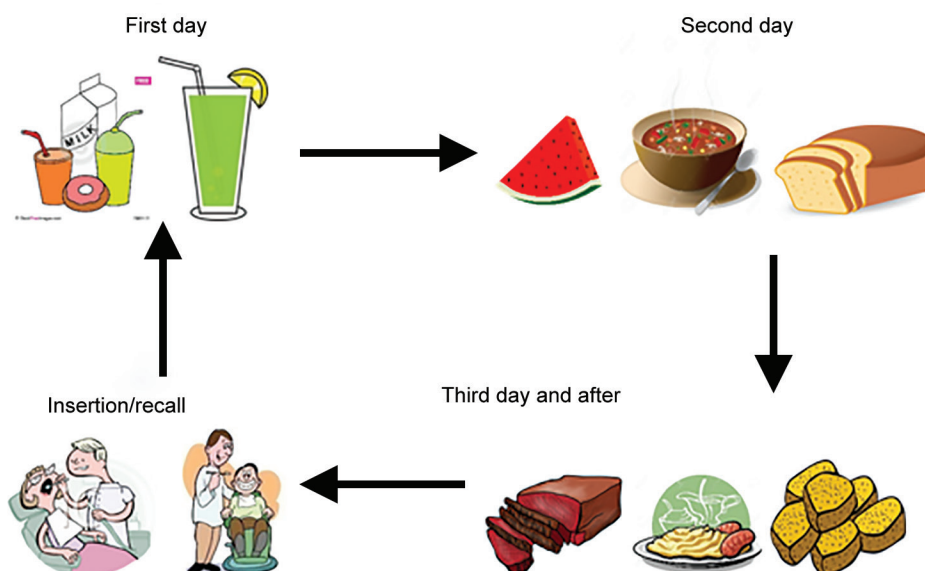 First day
Second day
MILK
Third day and after
Insertion/recall